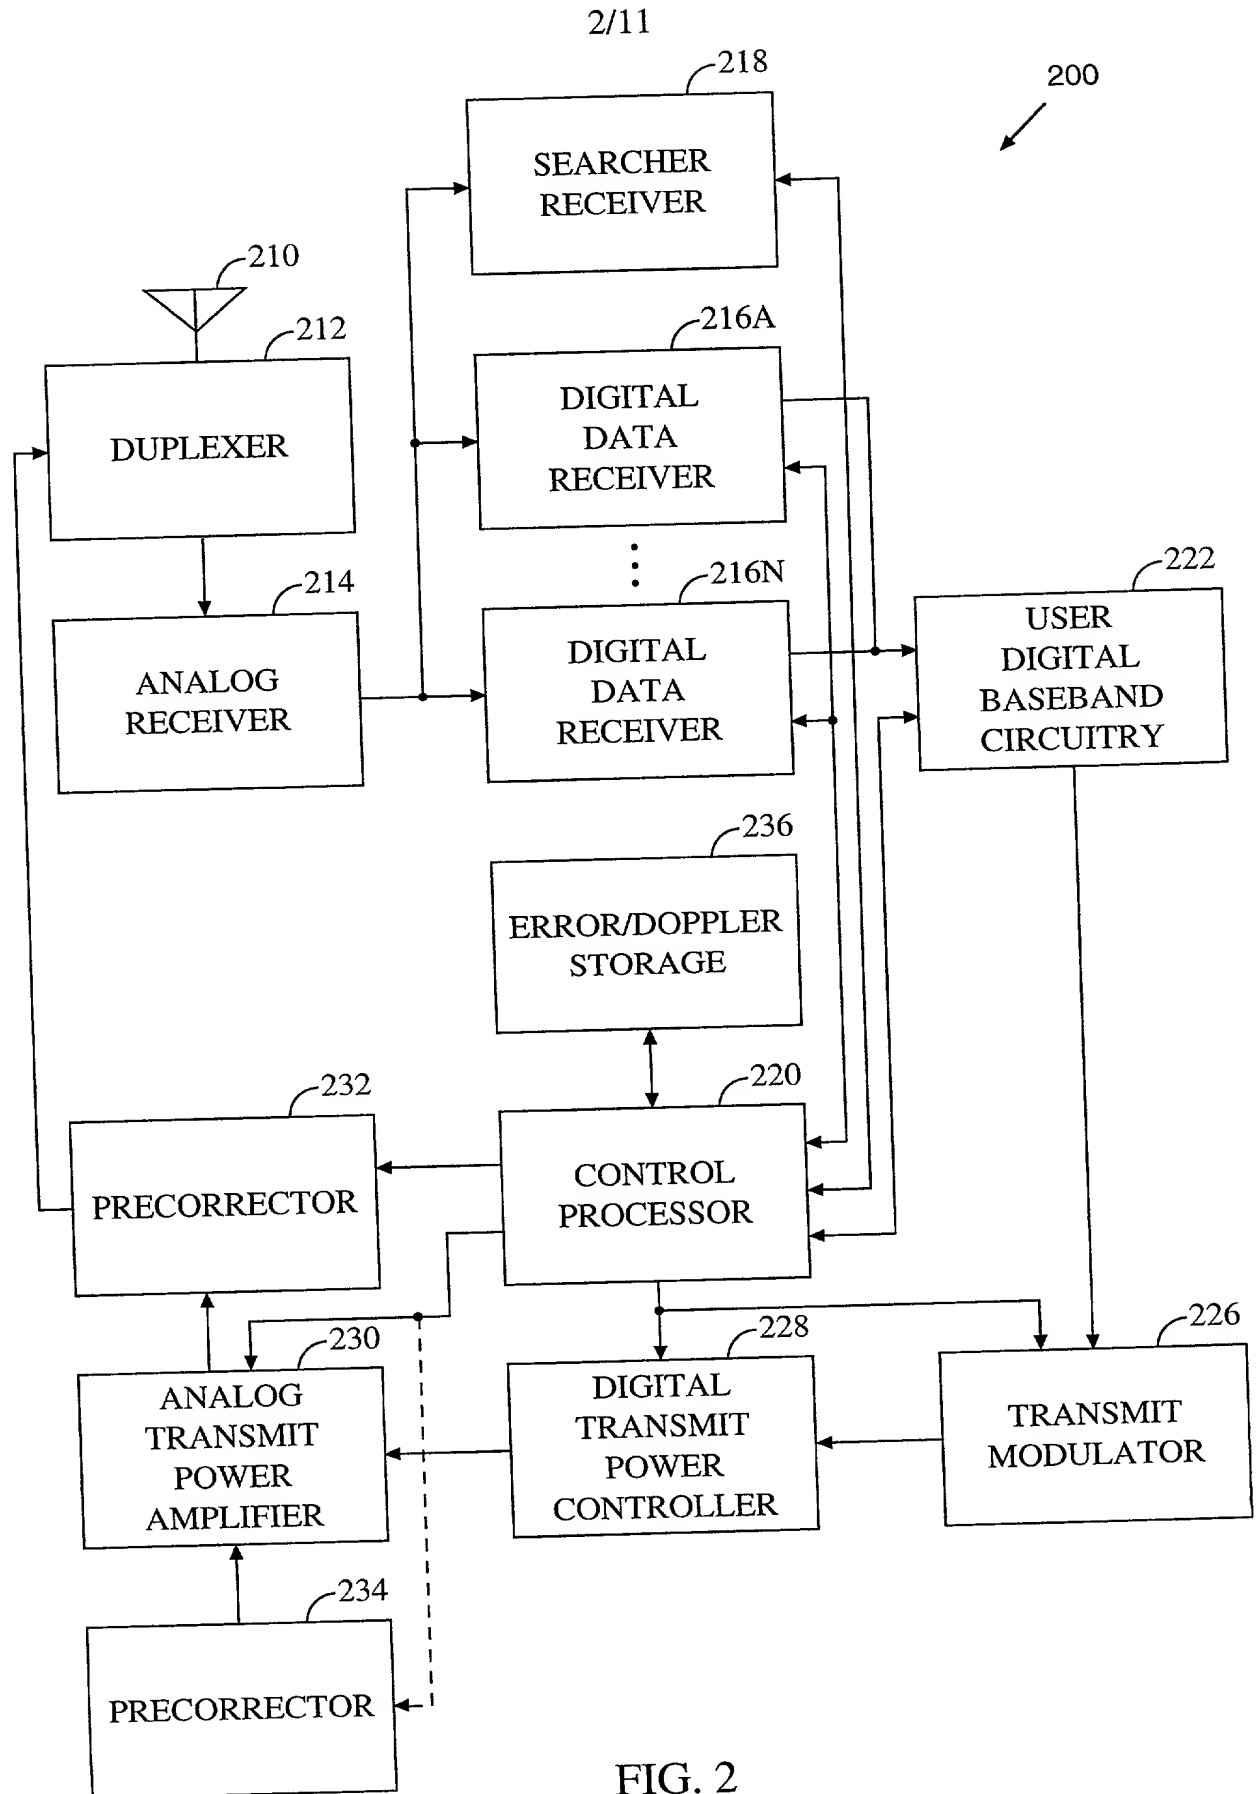 2/11
218
200
SEARCHER
RECEIVER
210
212
216A
DUPLEXER
DIGITAL
DATA
RECEIVER
214
216N
222
ANALOG
RECEIVER
DIGITAL
DATA
RECEIVER
USER
DIGITAL
BASEBAND
CIRCUITRY
236
ERROR/DOPPLER
STORAGE
232
220
PRECORRECTOR
CONTROL
PROCESSOR
230
228
226
ANALOG
TRANSMIT
POWER
AMPLIFIER
DIGITAL
TRANSMIT
POWER
CONTROLLER
TRANSMIT
MODULATOR
234
PRECORRECTOR
FIG. 2